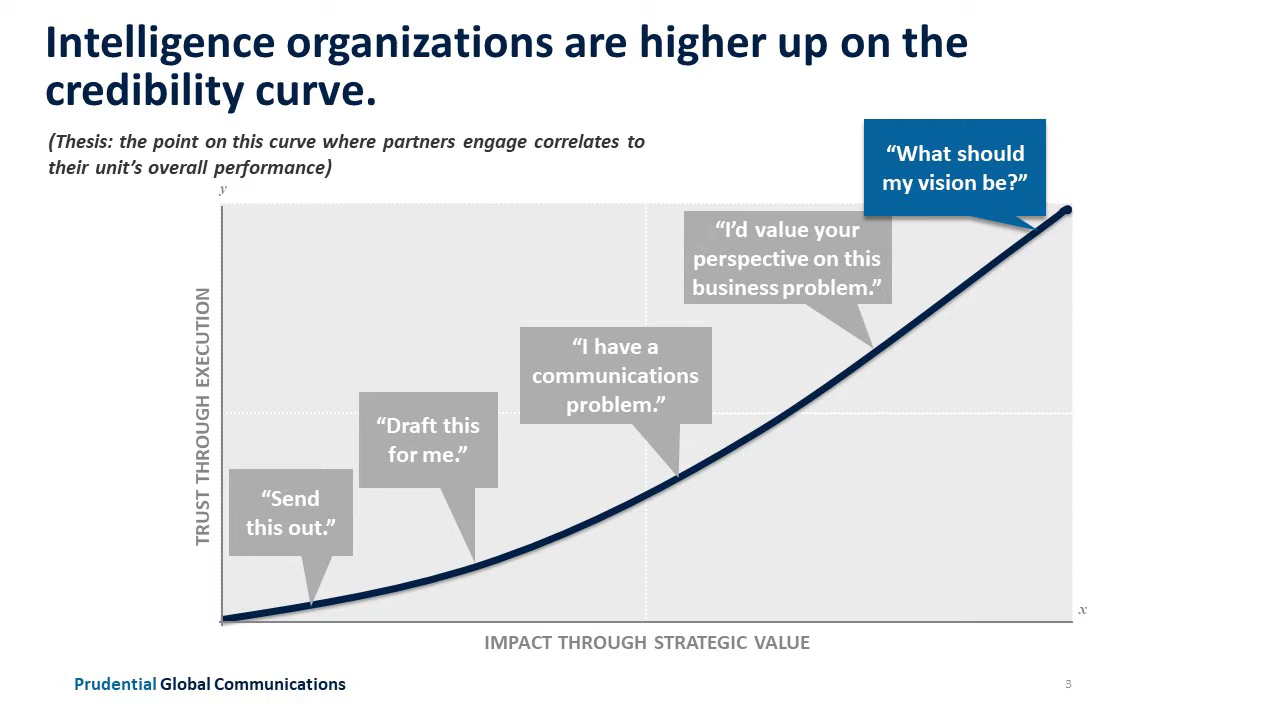 Intelligence organizations are higher up on the
credibility curve.
(Thesis: the point on this curve where partners engage correlates to
their unit’s overall performance)
y
“What should
my vision be?”
“I’d value your
perspective on this
business problem.”
“I have a
communications
problem.”
“Draft this
for me.”
“Send
this out.”
TRUST THROUGH EXECUTION
x
IMPACT THROUGH STRATEGIC VALUE
Prudential Global Communications
3